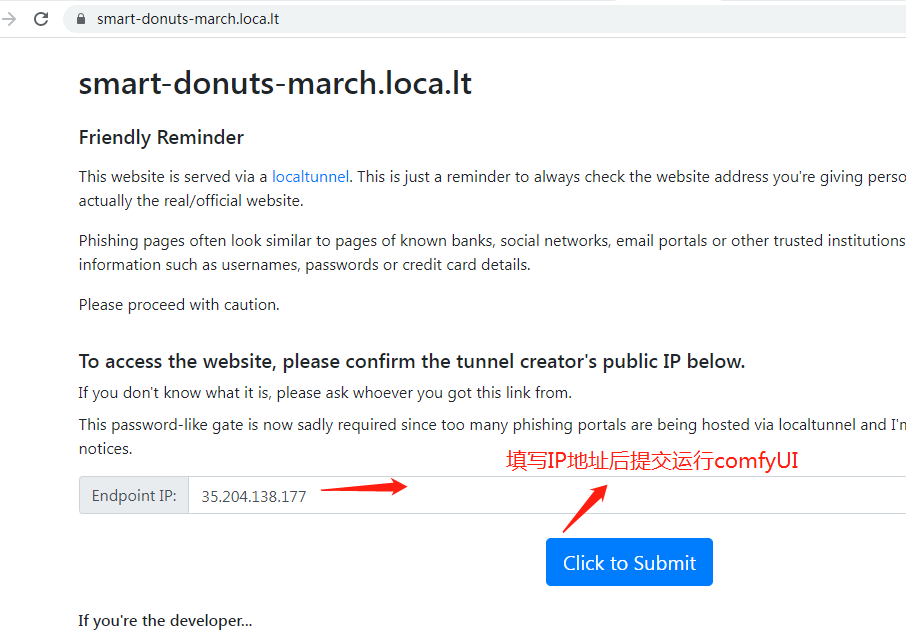 smart-donuts-march.loca.lt
smart-donuts-march.loca.lt
Friendly Reminder
This website is served via a localtunnel. This is just a reminder to always check the website address you're giving perso
actually the real/official website.
Phishing pages often look similar to pages of known banks, social networks, email portals or other trusted institutions
information such as usernames, passwords or credit card details.
Please proceed with caution.
To access the website, please confirm the tunnel creator's public IP below.
If you don't know what it is, please ask whoever you got this link from.
This password-like gate is now sadly required since too many phishing portals are being hosted via localtunnel and I'm
notices.
填写IP地址后提交运行comfyUI
Endpoint IP: 35.204.138.177
Click to Submit
If you're the developer...